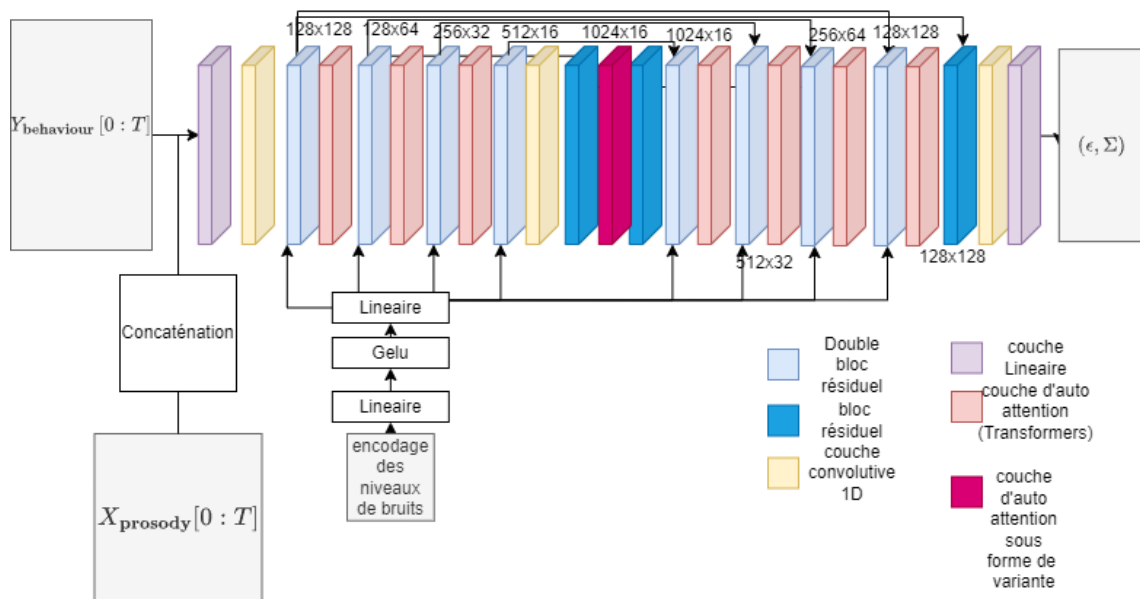 128x128
128x64
256x32
512x16
1024x16
1024x16
256x64
128x128
Y_behaviour [0 : T]
(ϵ, Σ)
512x32
128x128
Concaténation
Lineaire
Gelu
Lineaire
encodage
des
niveaux
de bruits
X_prosody[0 : T]
Double
bloc
résiduel
bloc
résiduel
couche
convolutive
1D
couche
Lineaire
couche d'auto
attention
(Transformers)
couche
d'auto
attention
sous
forme de
variante